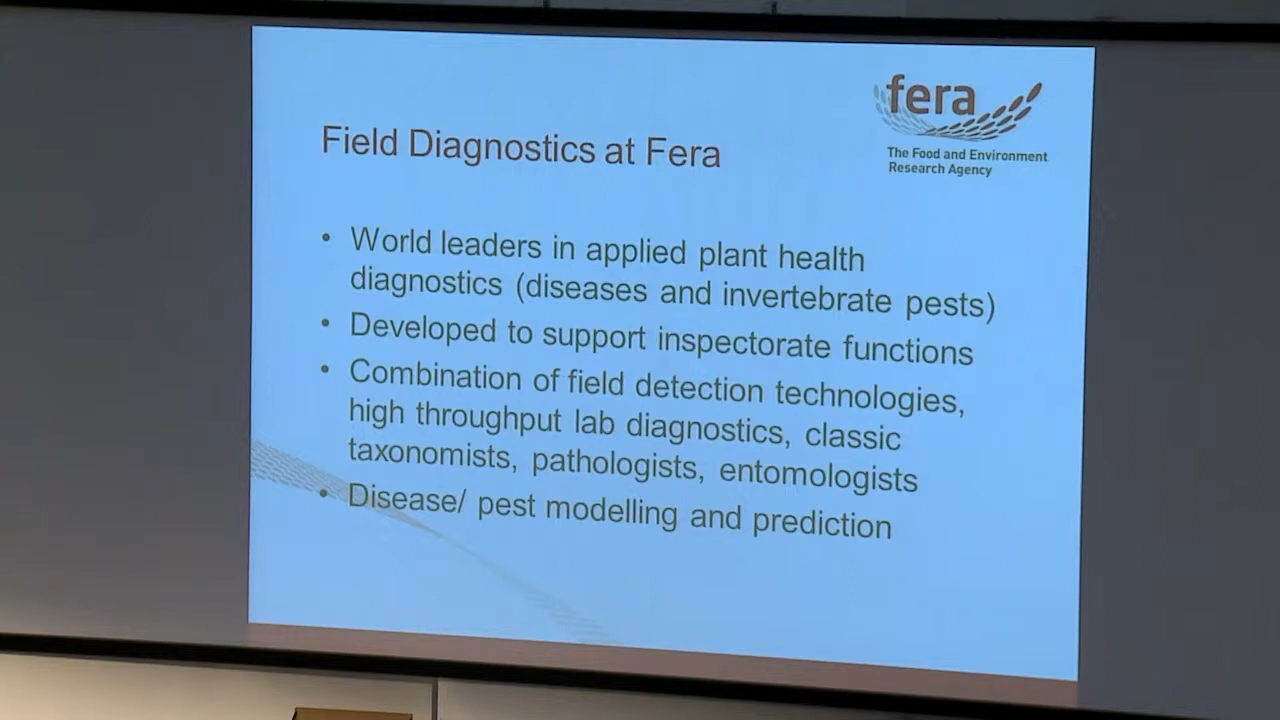 fera
The Food and Environment
Research Agency
Field Diagnostics at Fera
• World leaders in applied plant health
diagnostics (diseases and invertebrate pests)
• Developed to support inspectorate functions
• Combination of field detection technologies,
high throughput lab diagnostics, classic
taxonomists, pathologists, entomologists
• Disease/ pest modelling and prediction